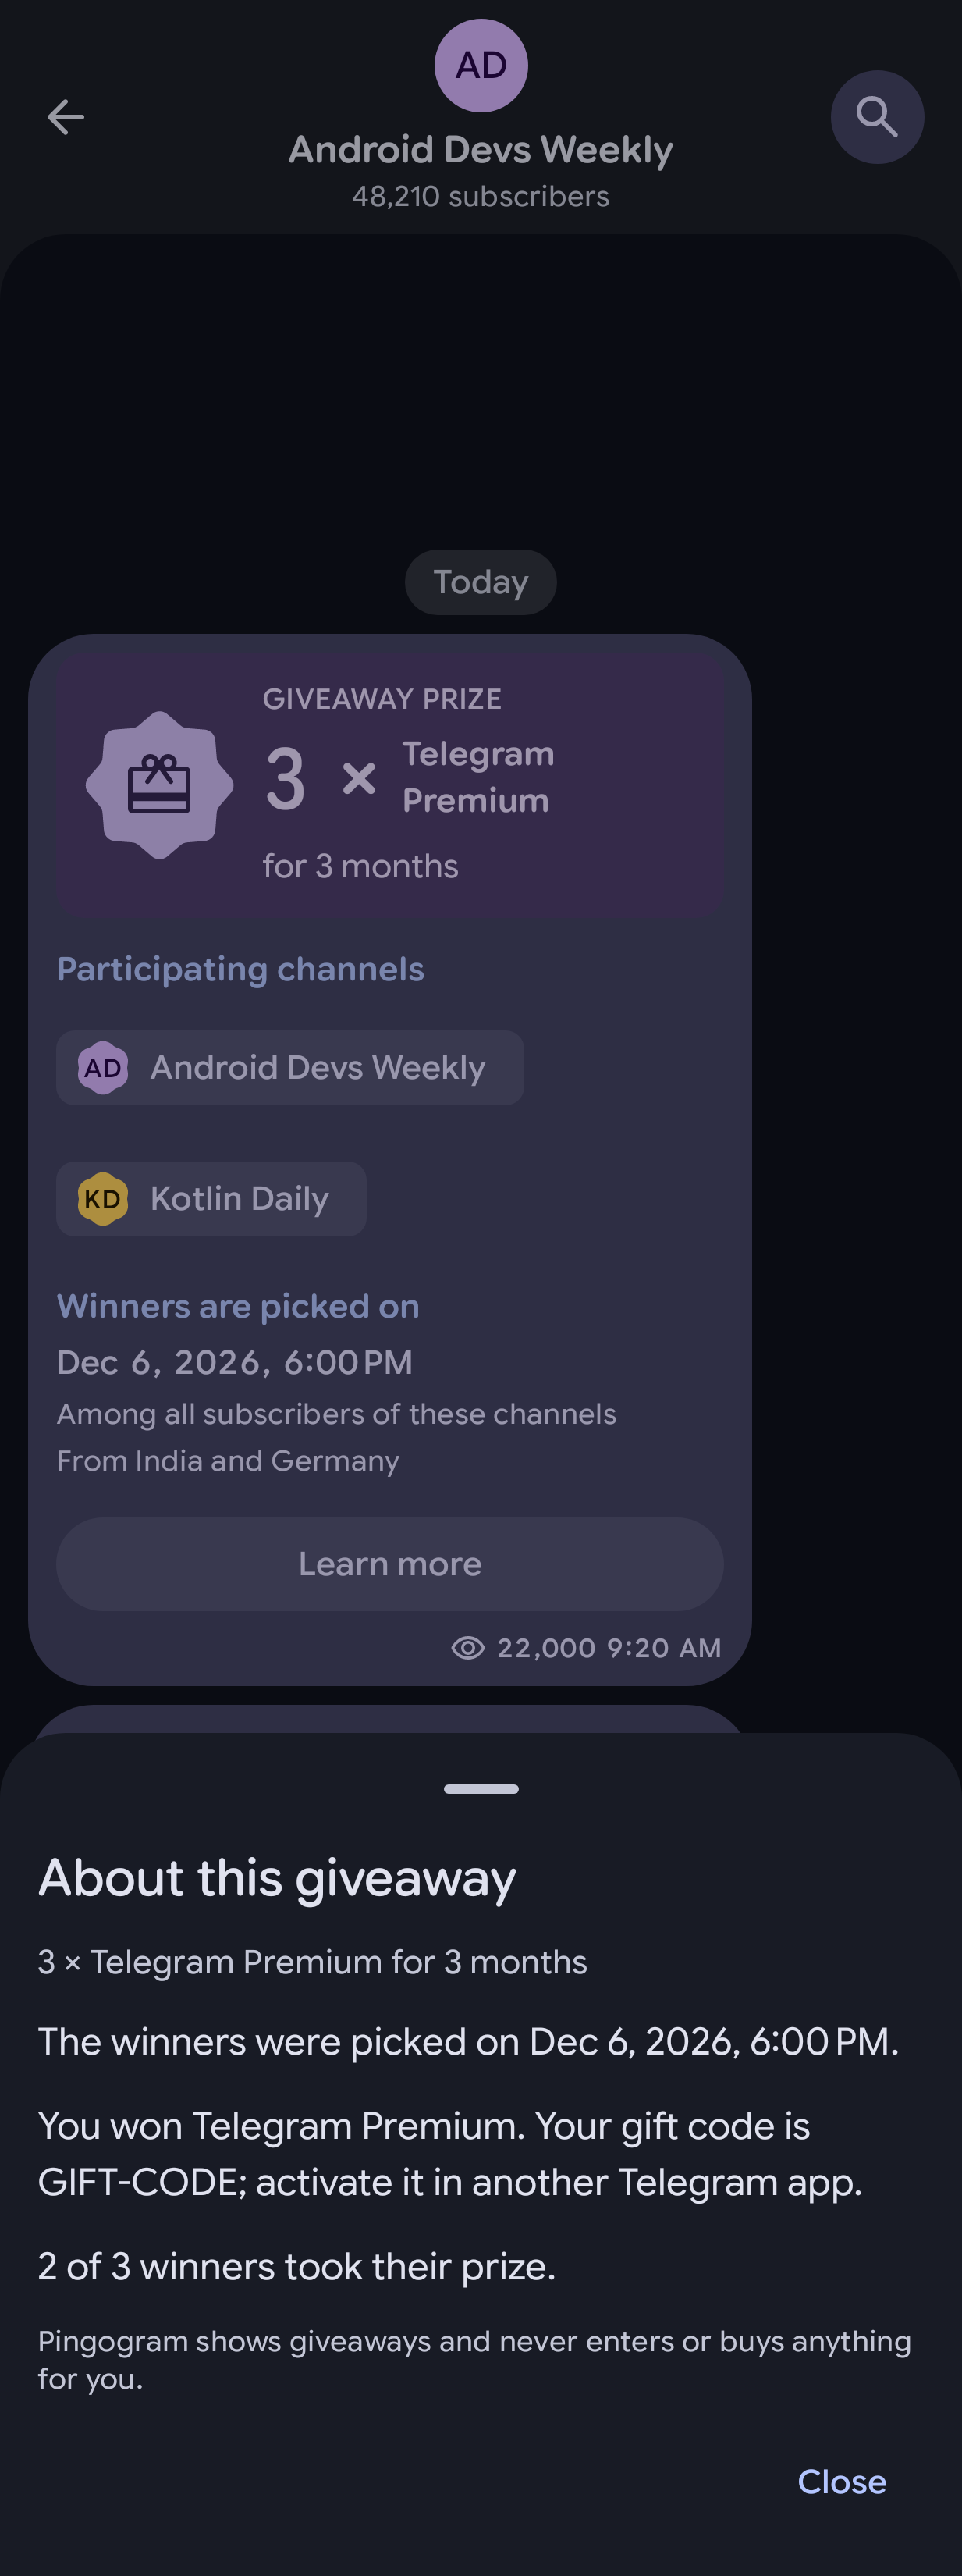 AD
Android Devs Weekly
48,210 subscribers
Today
GIVEAWAY PRIZE
3 × Telegram
Premium
for 3 months
Participating channels
AD Android Devs Weekly
KD Kotlin Daily
Winners are picked on
Dec 6, 2026, 6:00 PM
Among all subscribers of these channels
From India and Germany
Learn more
22,000 9:20 AM
About this giveaway
3 × Telegram Premium for 3 months
The winners were picked on Dec 6, 2026, 6:00 PM.
You won Telegram Premium. Your gift code is
GIFT-CODE; activate it in another Telegram app.
2 of 3 winners took their prize.
Pingogram shows giveaways and never enters or buys anything
for you.
Close